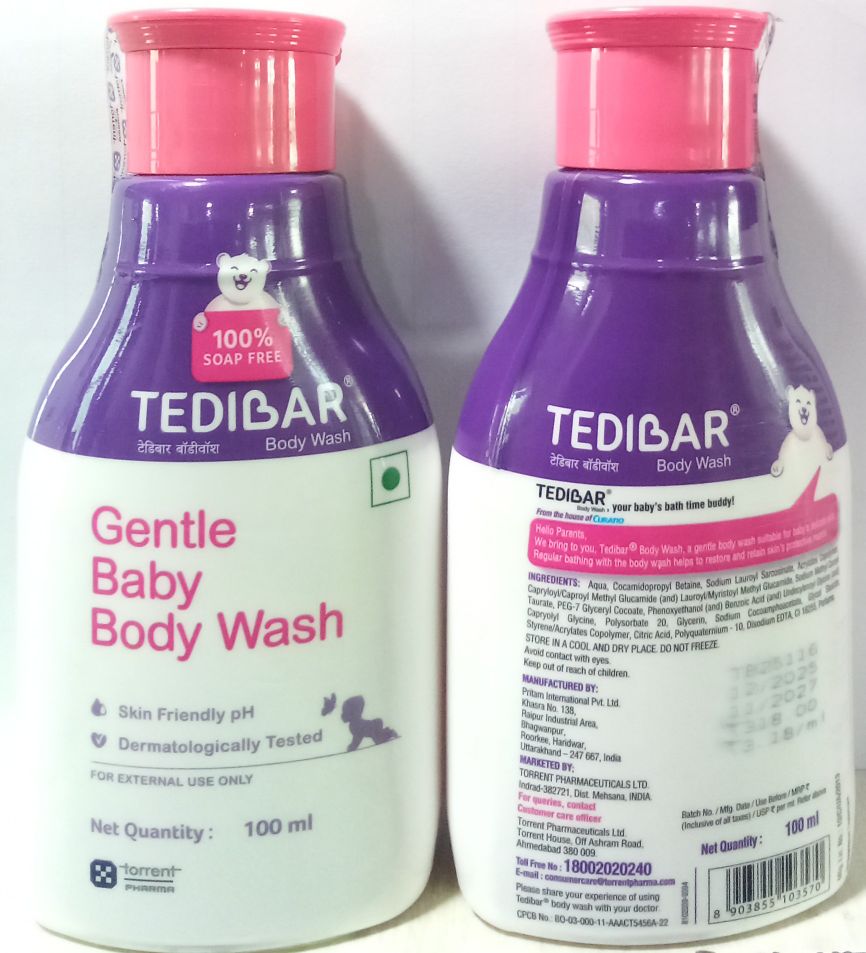 100%
SOAP FREE
TEDIBAR®
टेडिबार बॉडीवॉश Body Wash
Gentle
Baby
Body Wash
Skin Friendly pH
Dermatologically Tested
FOR EXTERNAL USE ONLY
Net Quantity : 100 ml
torrent
PHARMA
TEDIBAR®
टेडिबार बॉडीवॉश Body Wash
TEDIBAR® Body Wash, your baby's bath time buddy!
From the house of CURATIO
Hello Parents,
We bring to you, Tedibar® Body Wash, a gentle body wash suitable for baby's delicate
Regular bathing with the body wash helps to restore and retain skin's protective
INGREDIENTS: Aqua, Cocamidopropyl Betaine, Sodium Lauroyl Sarcosinate, Acrylates
Capryloyl/Caproyl Methyl Glucamide (and) Lauroyl/Myristoyl Methyl Glucamide, Sodium Methyl
Taurate, PEG-7 Glyceryl Cocoate, Phenoxyethanol (and) Benzoic Acid (and)
Capryolyl Glycine, Polysorbate 20, Glycerin, Sodium Cocoamphoacetate, Glycol
Styrene/Acrylates Copolymer, Citric Acid, Polyquaternium - 10, Disodium EDTA, CI
STORE IN A COOL AND DRY PLACE. DO NOT FREEZE.
Avoid contact with eyes.
Keep out of reach of children.
MANUFACTURED BY:
Pritam International Pvt. Ltd.
Khasra No. 138,
Raipur Industrial Area,
Bhagwanpur,
Roorkee, Haridwar,
Uttarakhand – 247 667, India
MARKETED BY:
TORRENT PHARMACEUTICALS LTD.
Indrad-382721, Dist. Mehsana, INDIA.
For queries, contact
Customer care officer
Torrent Pharmaceuticals Ltd.
Torrent House, Off Ashram Road,
Ahmedabad 380 009.
Toll Free No : 18002020240
E-mail : consumercare@torrentpharma.com
Please share your experience of using
Tedibar® body wash with your doctor.
CPCB No.: BO-03-000-11-AAACT5456A-22
12/2025
11/2027
Batch No. / Mfg. Date / Use Before / MRP ₹
(Inclusive of all taxes) / USP ₹ per ml. Refer above
Net Quantity : 100 ml
8 903855 103570